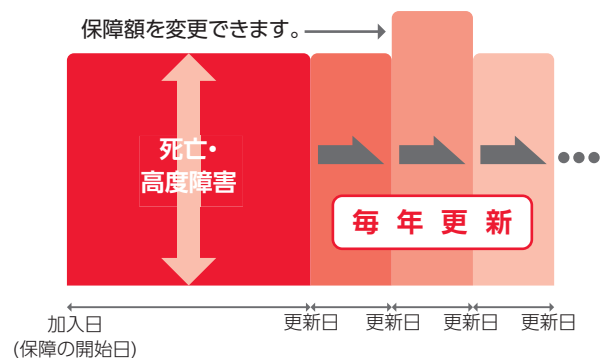 保障額を変更できます。
死亡・
高度障害
毎年更新
加入日
(保障の開始日)
更新日
更新日
更新日
更新日